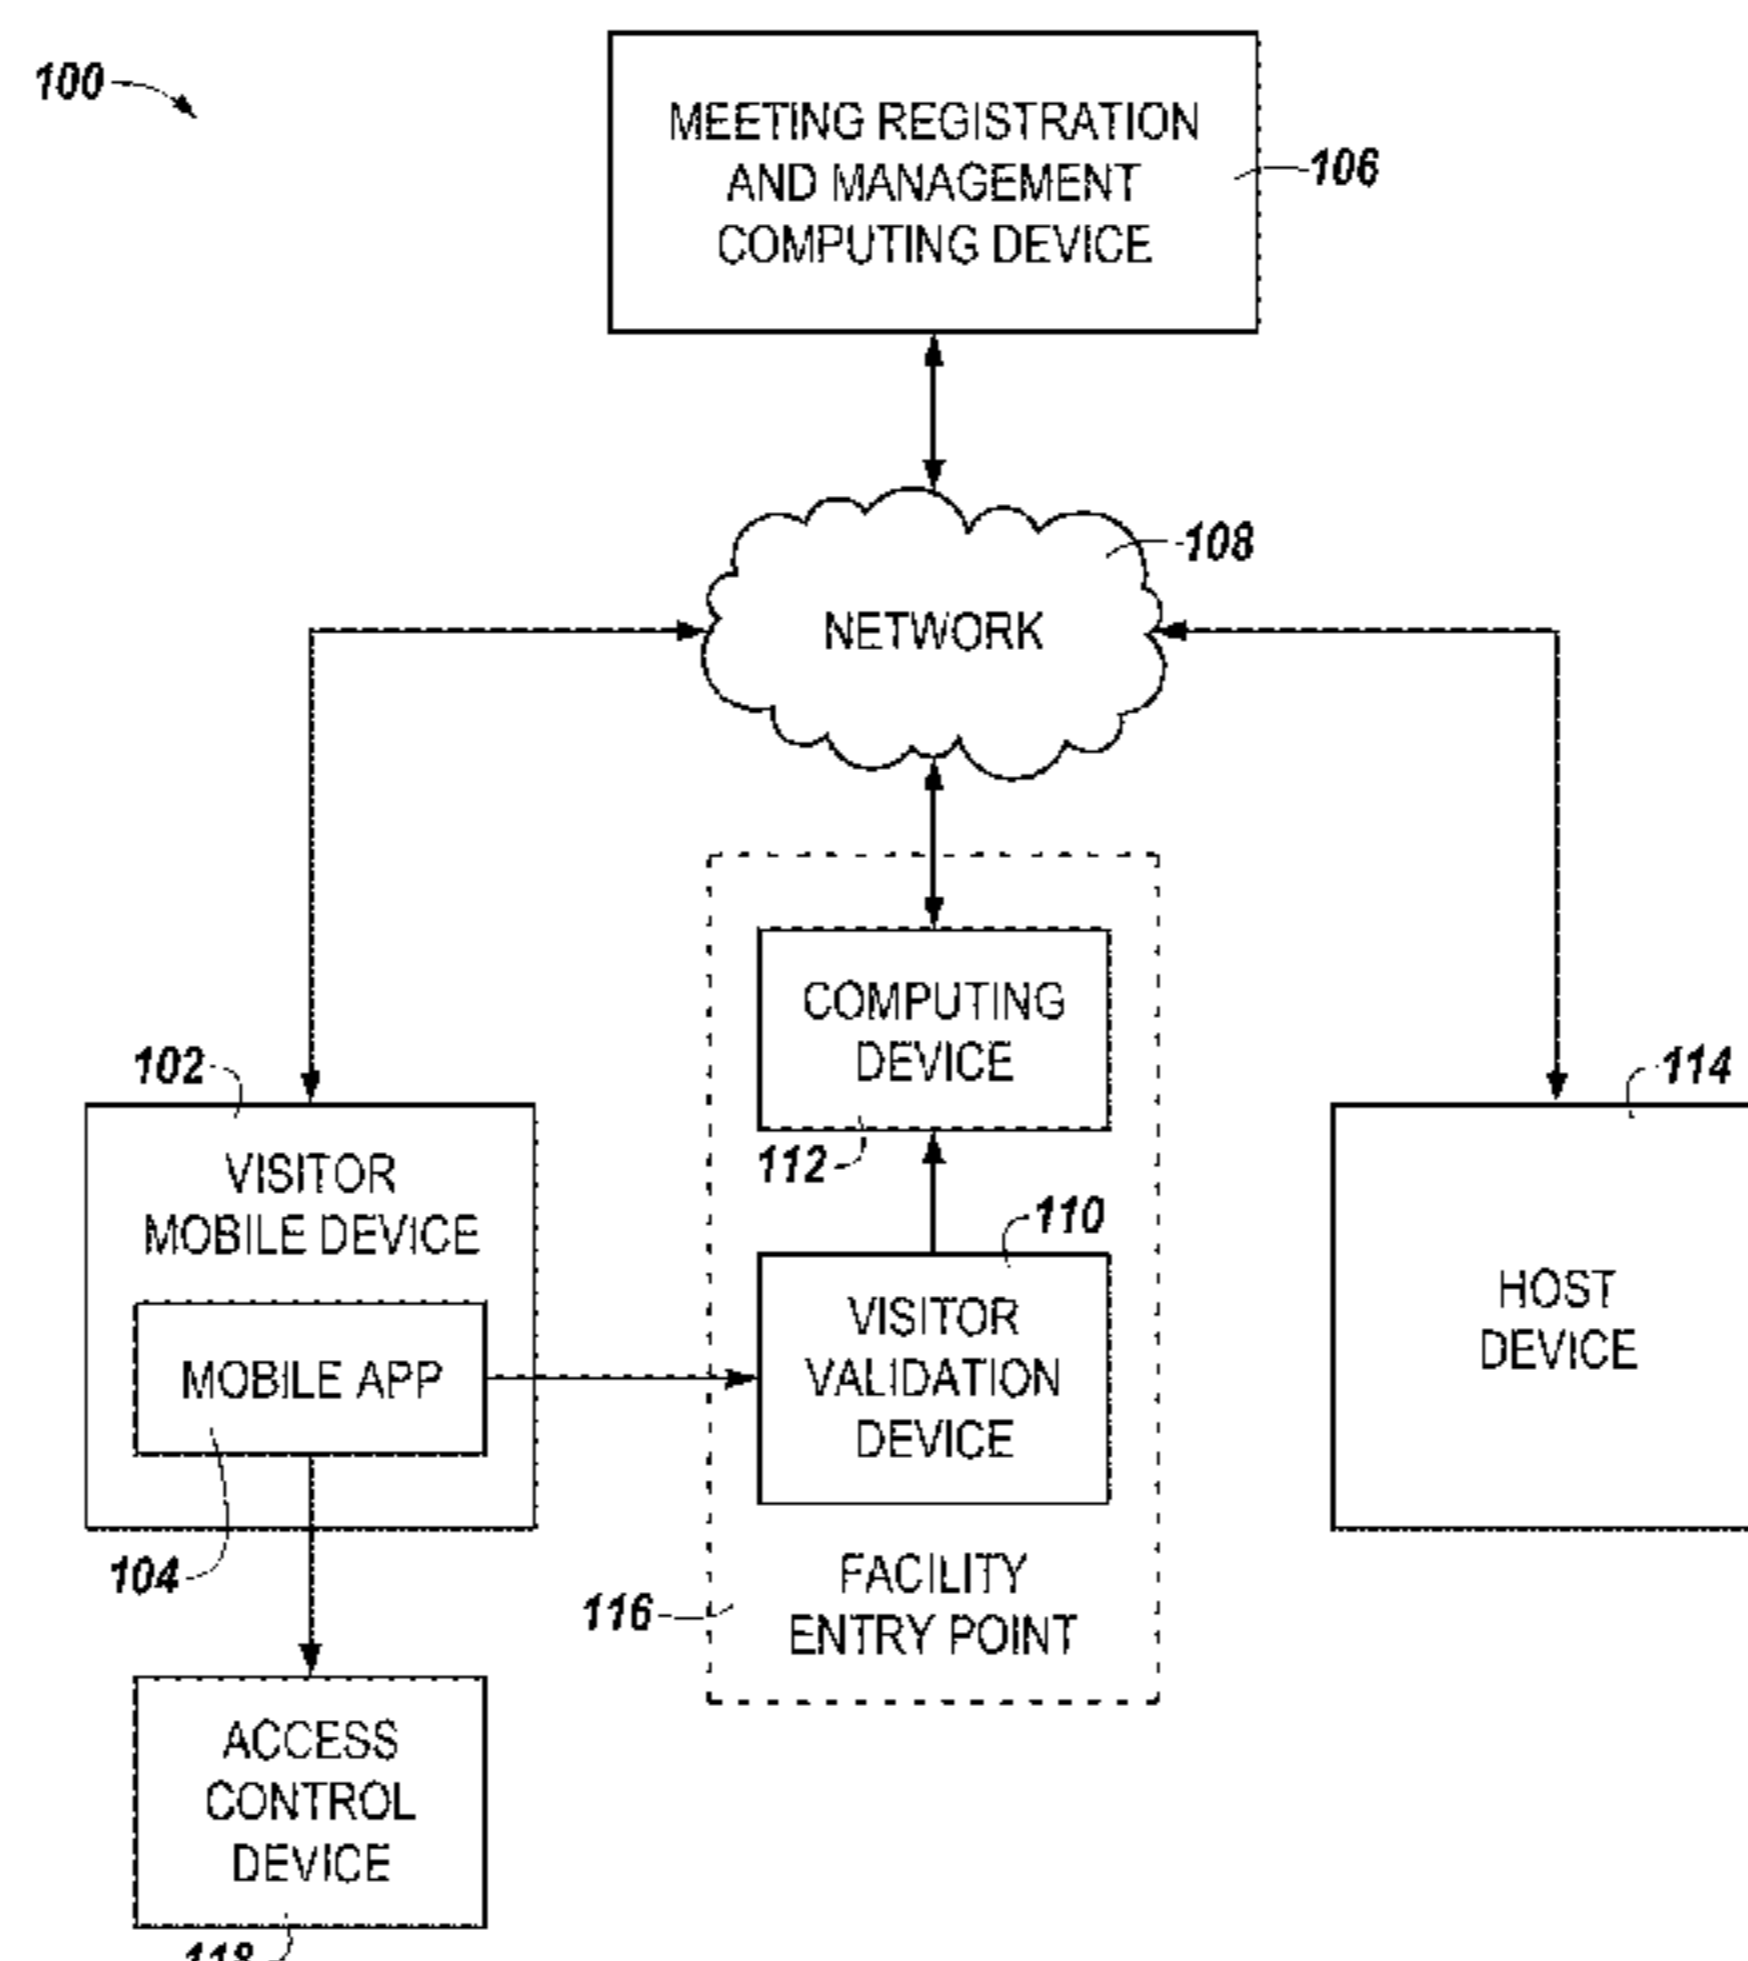 100
MEETING REGISTRATION
AND MANAGEMENT
COMPUTING DEVICE
106
108
NETWORK
COMPUTING
DEVICE
112
102
VISITOR
MOBILE DEVICE
MOBILE APP
104
110
VISITOR
VALIDATION
DEVICE
FACILITY
ENTRY POINT
116
114
HOST
DEVICE
ACCESS
CONTROL
DEVICE
118